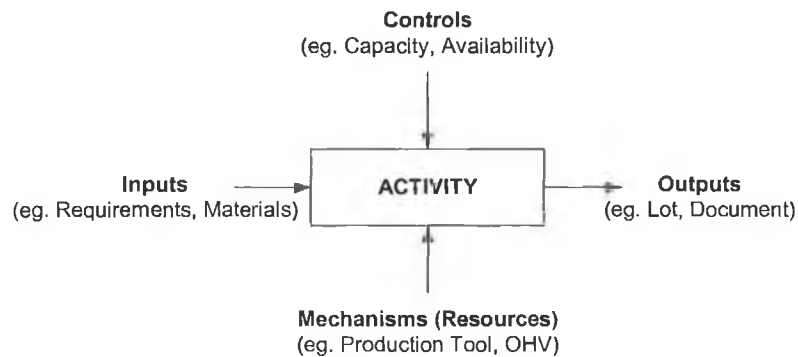 Controls
(eg. Capacity, Availability)
Inputs
(eg. Requirements, Materials)
ACTIVITY
Outputs
(eg. Lot, Document)
Mechanisms (Resources)
(eg. Production Tool, OHV)